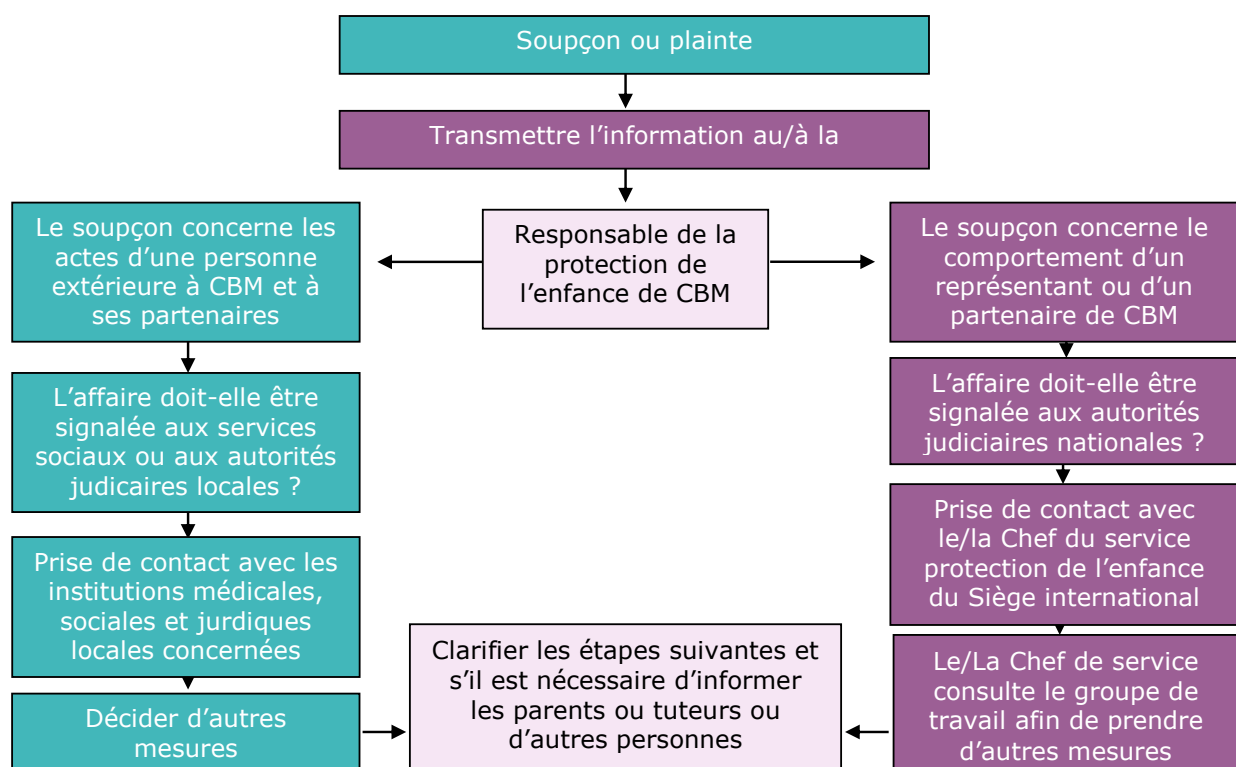 Soupçon ou plainte
Transmettre l’information au/à la
Responsable de la
protection de
l’enfance de CBM
Le soupçon concerne les
actes d’une personne
extérieure à CBM et à
ses partenaires
L’affaire doit-elle être
signalée aux services
sociaux ou aux autorités
judicaires locales ?
Prise de contact avec les
institutions médicales,
sociales et jurdiques
locales concernées
Décider d’autres
mesures
Le soupçon concerne le
comportement d’un
représentant ou d’un
partenaire de CBM
L’affaire doit-elle être
signalée aux autorités
judiciaires nationales ?
Prise de contact avec
le/la Chef du service
protection de l’enfance
du Siège international
Le/La Chef de service
consulte le groupe de
travail afin de prendre
d’autres mesures
Clarifier les étapes suivantes et
s’il est nécessaire d’informer
les parents ou tuteurs ou
d’autres personnes